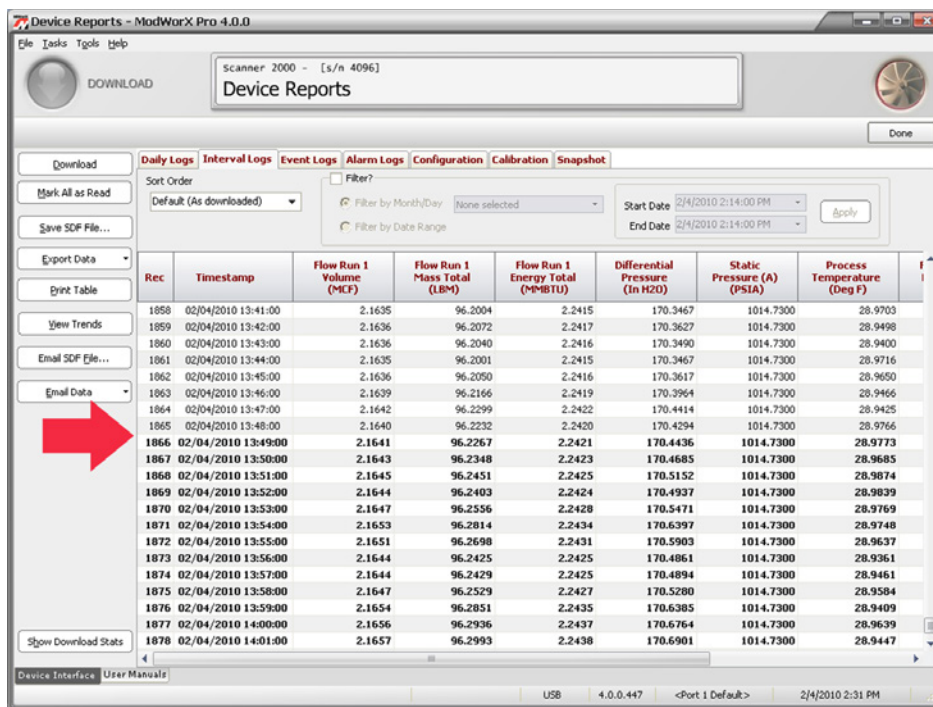 Device Reports - ModWorX Pro 4.0.0
File Tasks Tools Help
DOWNLOAD
Scanner 2000 - [s/n 4096]
Device Reports
Done
Download
Mark All as Read
Save SDF File...
Export Data
Print Table
View Trends
Email SDF File...
Email Data
Show Download Stats
Daily Logs Interval Logs Event Logs Alarm Logs Configuration Calibration Snapshot
Sort Order
Default (As downloaded)
Filter?
Filter by Month/Day None selected
Filter by Date Range
Start Date 2/4/2010 2:14:00 PM
End Date 2/4/2010 2:14:00 PM
Apply
Rec Timestamp Flow Run 1 Volume (MCF) Flow Run 1 Mass Total (LBM) Flow Run 1 Energy Total (MMBTU) Differential Pressure (In H2O) Static Pressure (A) (PSIA) Process Temperature (Deg F)
1858 02/04/2010 13:41:00 2.1635 96.2004 2.2415 170.3467 1014.7300 28.9703
1859 02/04/2010 13:42:00 2.1636 96.2072 2.2417 170.3627 1014.7300 28.9498
1860 02/04/2010 13:43:00 2.1636 96.2040 2.2416 170.3490 1014.7300 28.9400
1861 02/04/2010 13:44:00 2.1635 96.2001 2.2415 170.3467 1014.7300 28.9716
1862 02/04/2010 13:45:00 2.1636 96.2050 2.2416 170.3617 1014.7300 28.9650
1863 02/04/2010 13:46:00 2.1639 96.2166 2.2419 170.3964 1014.7300 28.9466
1864 02/04/2010 13:47:00 2.1642 96.2299 2.2422 170.4414 1014.7300 28.9425
1865 02/04/2010 13:48:00 2.1640 96.2232 2.2420 170.4294 1014.7300 28.9766
1866 02/04/2010 13:49:00 2.1641 96.2267 2.2421 170.4436 1014.7300 28.9773
1867 02/04/2010 13:50:00 2.1643 96.2348 2.2423 170.4685 1014.7300 28.9685
1868 02/04/2010 13:51:00 2.1645 96.2451 2.2425 170.5152 1014.7300 28.9874
1869 02/04/2010 13:52:00 2.1644 96.2403 2.2424 170.4937 1014.7300 28.9839
1870 02/04/2010 13:53:00 2.1647 96.2556 2.2428 170.5471 1014.7300 28.9769
1871 02/04/2010 13:54:00 2.1653 96.2814 2.2434 170.6397 1014.7300 28.9748
1872 02/04/2010 13:55:00 2.1651 96.2698 2.2431 170.5903 1014.7300 28.9637
1873 02/04/2010 13:56:00 2.1644 96.2425 2.2425 170.4861 1014.7300 28.9361
1874 02/04/2010 13:57:00 2.1644 96.2429 2.2425 170.4894 1014.7300 28.9461
1875 02/04/2010 13:58:00 2.1647 96.2529 2.2427 170.5280 1014.7300 28.9584
1876 02/04/2010 13:59:00 2.1654 96.2851 2.2435 170.6385 1014.7300 28.9409
1877 02/04/2010 14:00:00 2.1656 96.2936 2.2437 170.6764 1014.7300 28.9639
1878 02/04/2010 14:01:00 2.1657 96.2993 2.2438 170.6901 1014.7300 28.9447
Device Interface User Manuals
USB 4.0.0.447 <Port 1 Default> 2/4/2010 2:31 PM